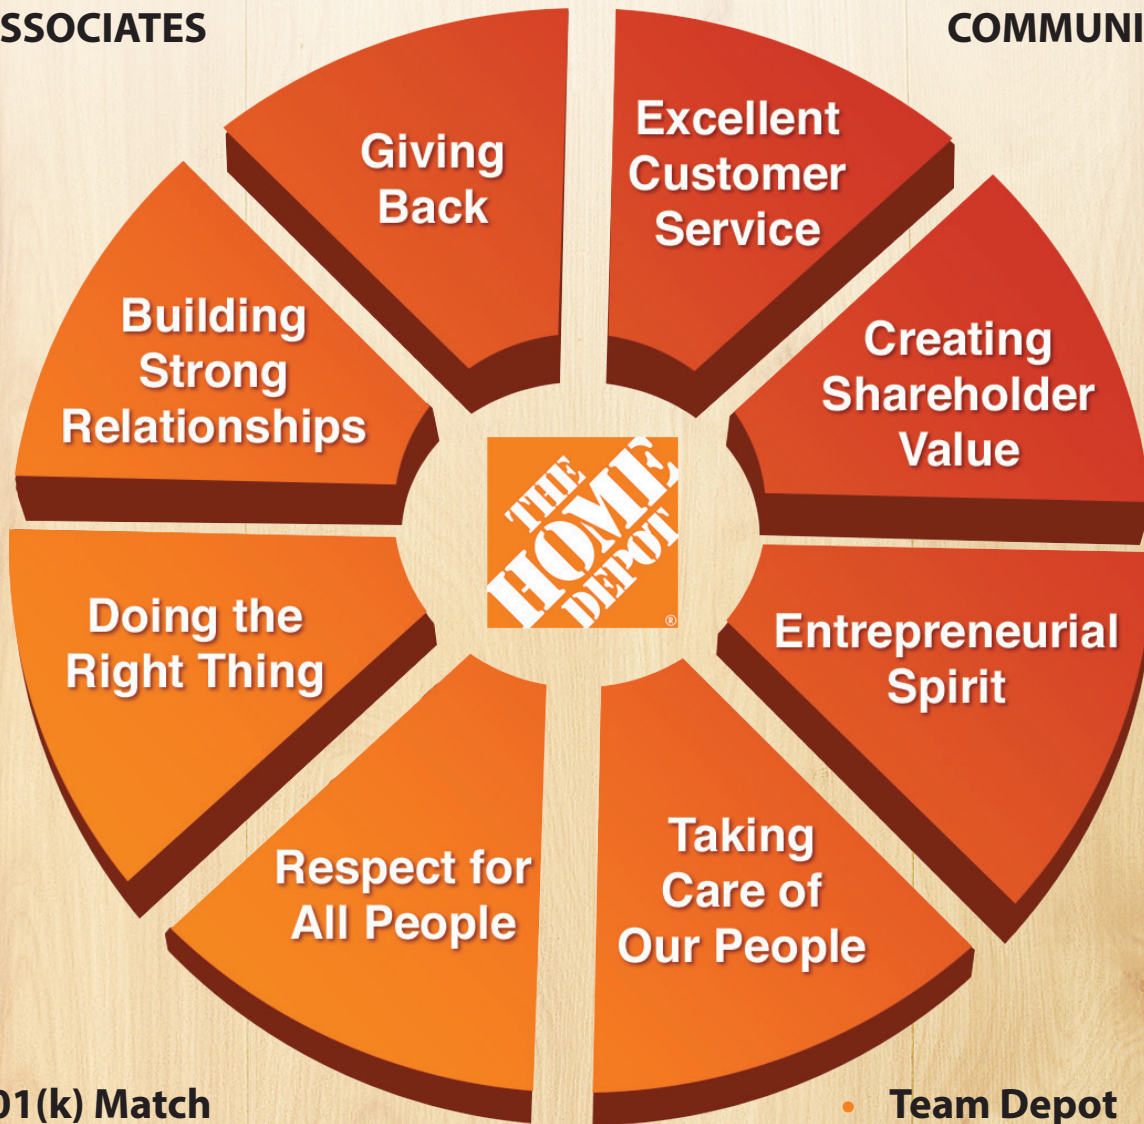 SSOCIATES
COMMUNI
Giving
Back
Excellent
Customer
Service
Building
Strong
Relationships
Creating
Shareholder
Value
THE
HOME
DEPOT
®
Doing the
Right Thing
Entrepreneurial
Spirit
Respect for
All People
Taking
Care of
Our People
01(k) Match
• Team Depot